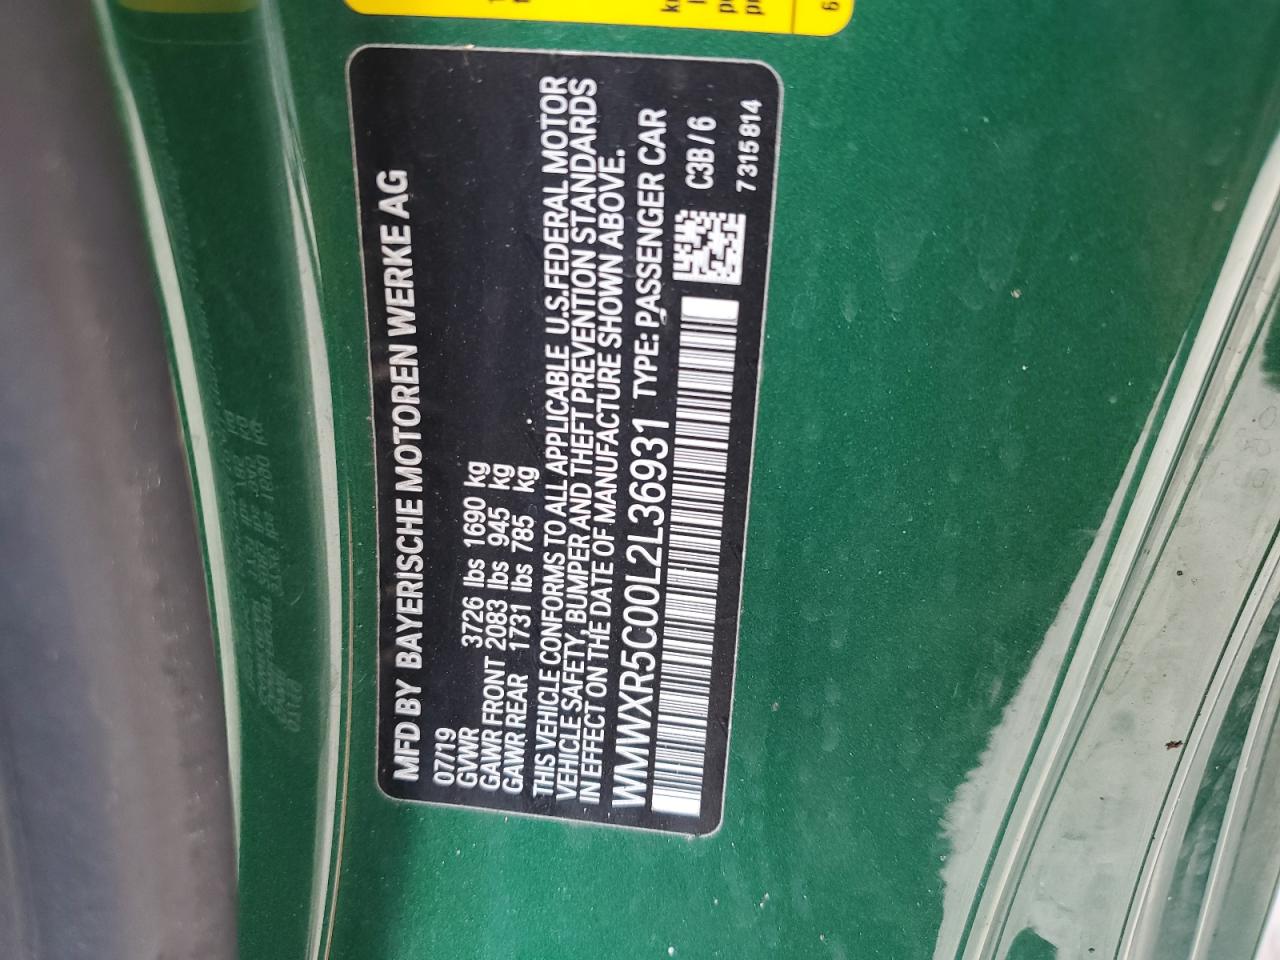 MFD BY BAYERISCHE MOTOREN WERKE AG
07/19
GVWR 3726 lbs 1690 kg
GAWR FRONT 2083 lbs 945 kg
GAWR REAR 1731 lbs 785 kg
THIS VEHICLE CONFORMS TO ALL APPLICABLE U.S.FEDERAL MOTOR
VEHICLE SAFETY, BUMPER AND THEFT PREVENTION STANDARDS
IN EFFECT ON THE DATE OF MANUFACTURE SHOWN ABOVE.
WMWXR5C00L2L36931 TYPE: PASSENGER CAR
C3B / 6
7 315 814